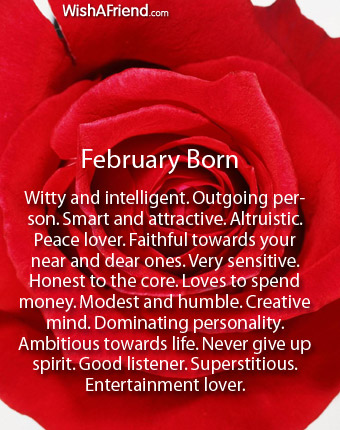 WishAFriend.com
February Born
Witty and intelligent. Outgoing per-
son. Smart and attractive. Altruistic.
Peace lover. Faithful towards your
near and dear ones. Very sensitive.
Honest to the core. Loves to spend
money. Modest and humble. Creative
mind. Dominating personality.
Ambitious towards life. Never give up
spirit. Good listener. Superstitious.
Entertainment lover.